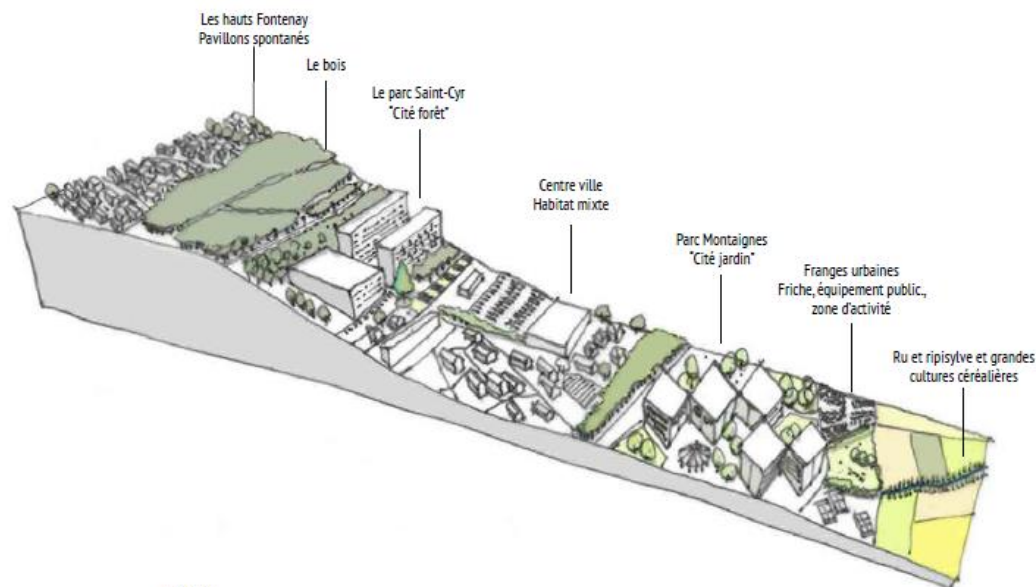 Les hauts Fontenay
Pavillons spontanés
Le bois
Le parc Saint-Cyr
"Cité forêt"
Centre ville
Habitat mixte
Parc Montaignes
"Cité jardin"
Franges urbaines
Friche, équipement public.,
zone d'activité
Ru et ripisylve et grandes
cultures céréalières